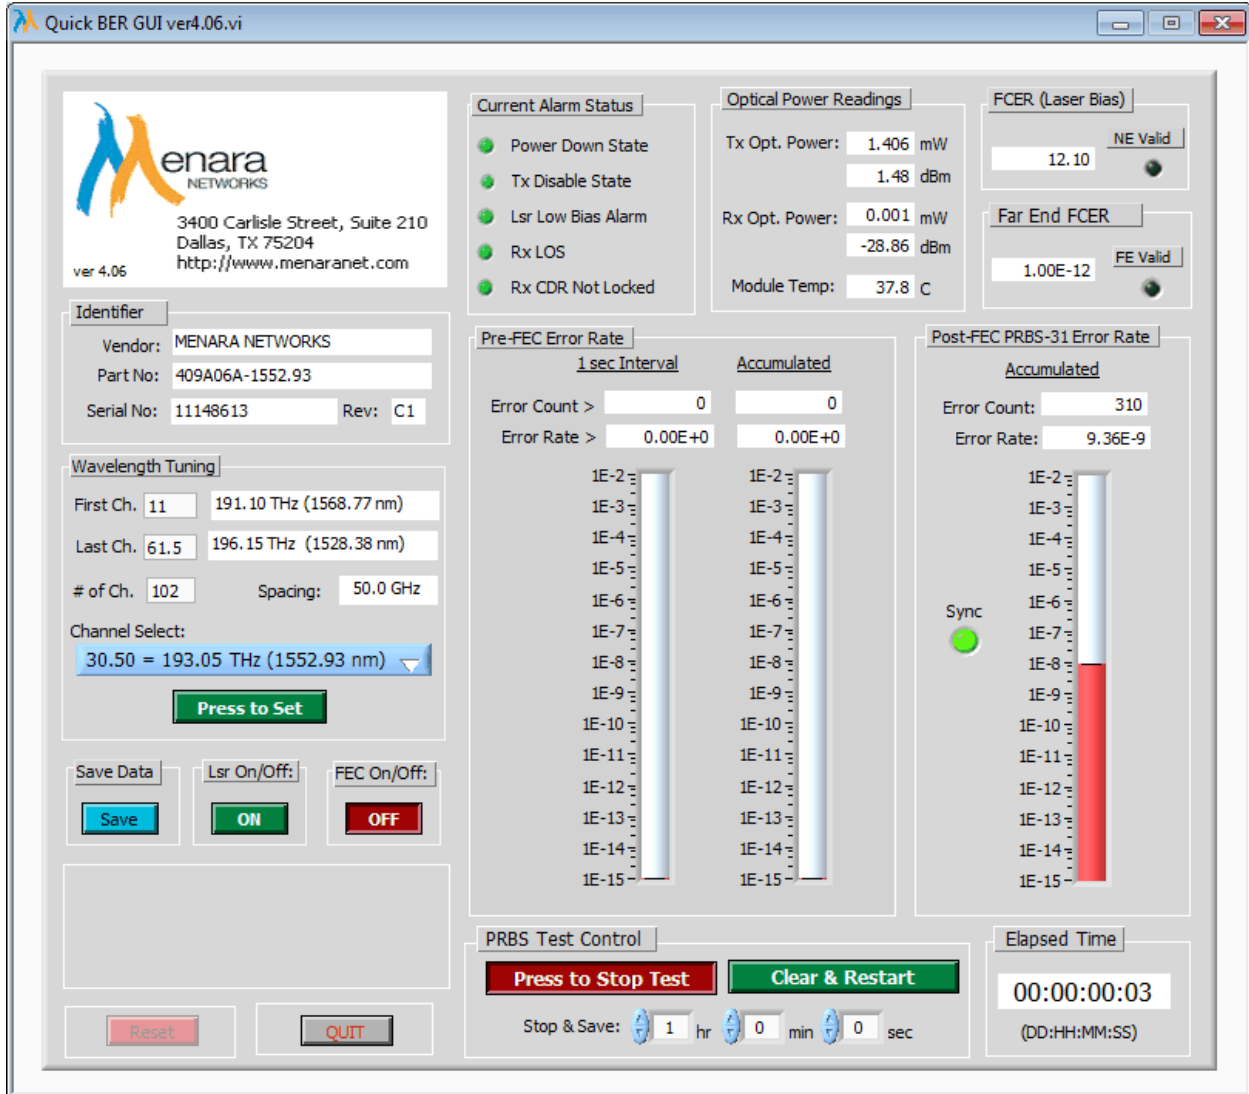 Quick BER GUI ver4.06.vi
enara
NETWORKS
3400 Carlisle Street, Suite 210
Dallas, TX 75204
http://www.menaranet.com
ver 4.06
Identifier
Vendor: MENARA NETWORKS
Part No: 409A06A-1552.93
Serial No: 11148613 Rev: C1
Wavelength Tuning
First Ch. 11 191.10 THz (1568.77 nm)
Last Ch. 61.5 196.15 THz (1528.38 nm)
# of Ch. 102 Spacing: 50.0 GHz
Channel Select:
30.50 = 193.05 THz (1552.93 nm)
Press to Set
Save Data
Save
Lsr On/Off:
ON
FEC On/Off:
OFF
Reset
QUIT
Current Alarm Status
Power Down State
Tx Disable State
Lsr Low Bias Alarm
Rx LOS
Rx CDR Not Locked
Optical Power Readings
Tx Opt. Power: 1.406 mW
1.48 dBm
Rx Opt. Power: 0.001 mW
-28.86 dBm
Module Temp: 37.8 C
FCER (Laser Bias)
NE Valid
12.10
Far End FCER
FE Valid
1.00E-12
Pre-FEC Error Rate
1 sec Interval Accumulated
Error Count > 0 0
Error Rate > 0.00E+0 0.00E+0
1E-2 1E-2
1E-3 1E-3
1E-4 1E-4
1E-5 1E-5
1E-6 1E-6
1E-7 1E-7
1E-8 1E-8
1E-9 1E-9
1E-10 1E-10
1E-11 1E-11
1E-12 1E-12
1E-13 1E-13
1E-14 1E-14
1E-15 1E-15
Post-FEC PRBS-31 Error Rate
Accumulated
Error Count: 310
Error Rate: 9.36E-9
Sync
1E-2
1E-3
1E-4
1E-5
1E-6
1E-7
1E-8
1E-9
1E-10
1E-11
1E-12
1E-13
1E-14
1E-15
PRBS Test Control
Press to Stop Test Clear & Restart
Stop & Save: 1 hr 0 min 0 sec
Elapsed Time
00:00:00:03
(DD:HH:MM:SS)